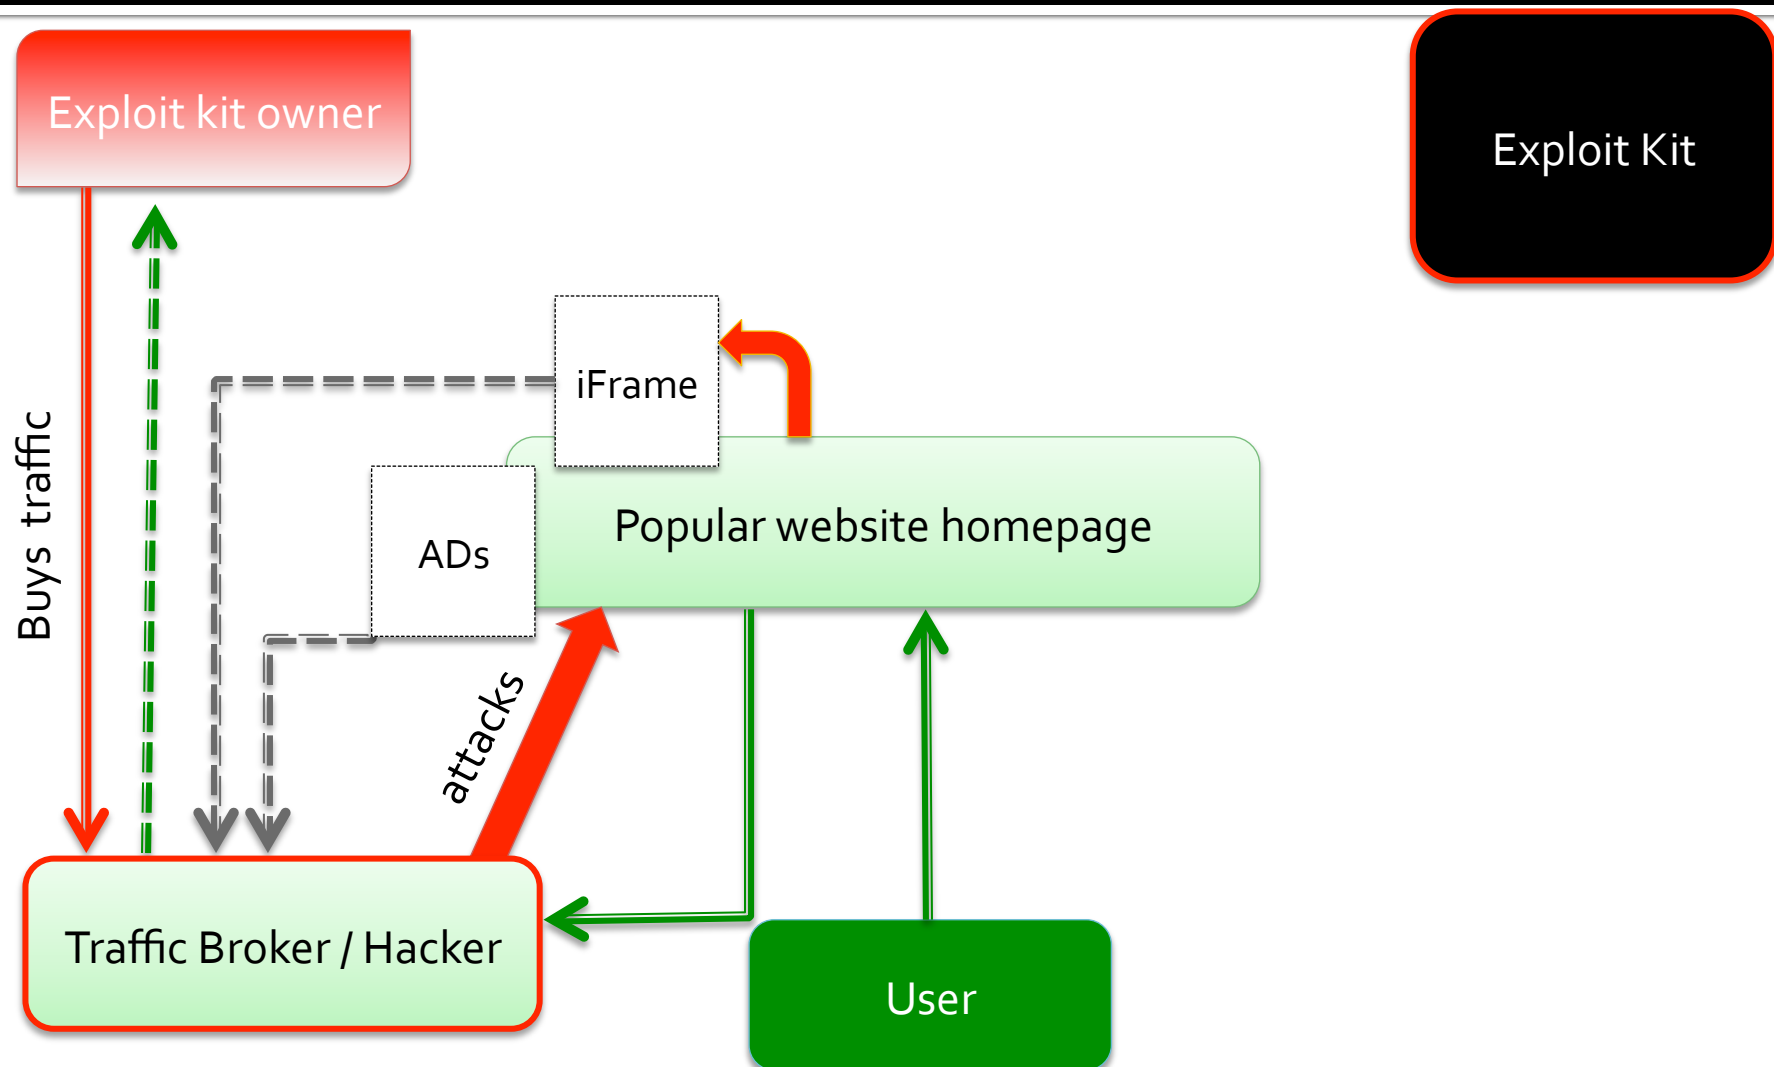 Exploit kit owner
Exploit Kit
iFrame
Buys traffic
ADs
Popular website homepage
attacks
Traffic Broker / Hacker
User